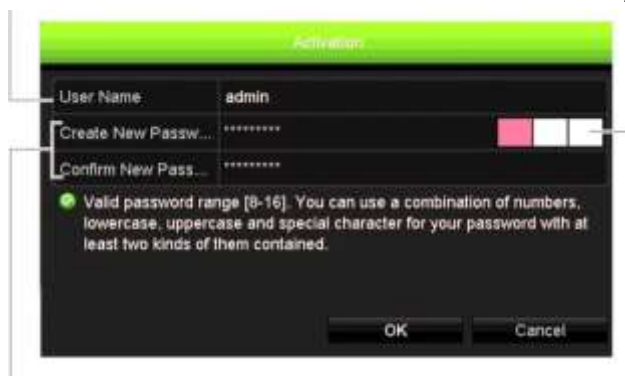 Activation
User Name admin
Create New Passw... *********
Confirm New Pass... *********
Valid password range [8-16]. You can use a combination of numbers,
lowercase, uppercase and special character for your password with at
least two kinds of them contained.
OK Cancel